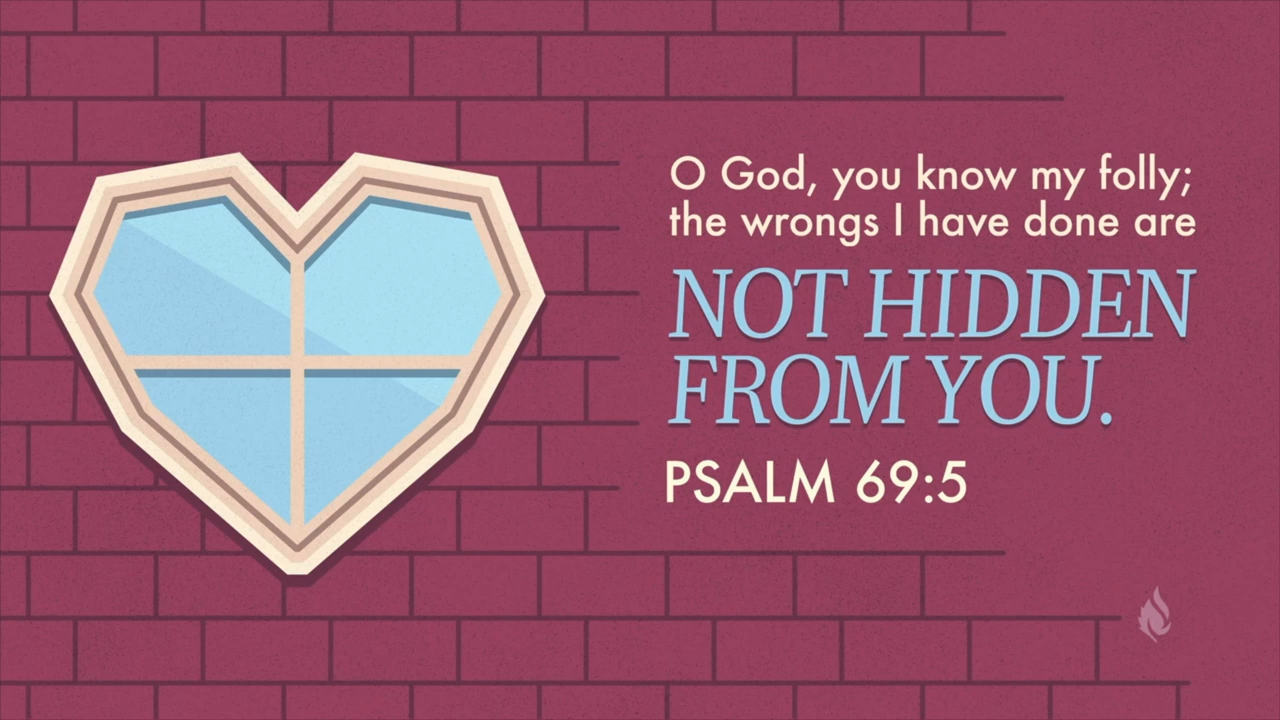 O God, you know my folly;
the wrongs I have done are
NOT HIDDEN
FROM YOU.
PSALM 69:5